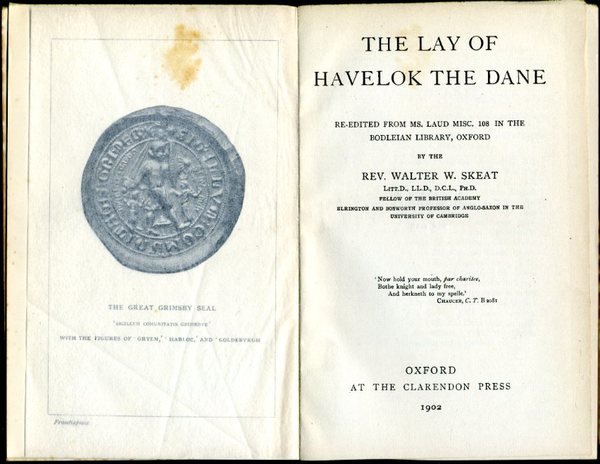 THE GREAT GRIMSBY SEAL
'SIGILLVM COMVNITATIS GRIMEBYE'
WITH THE FIGURES OF 'GRYEM,' 'HABLOC,' AND 'GOLDEBVRGH
Frontispiece
THE LAY OF
HAVELOK THE DANE
RE-EDITED FROM MS. LAUD MISC. 108 IN THE
BODLEIAN LIBRARY, OXFORD
BY THE
REV. WALTER W. SKEAT
LITT.D., LL.D., D.C.L., PH.D.
FELLOW OF THE BRITISH ACADEMY
ELRINGTON AND BOSWORTH PROFESSOR OF ANGLO-SAXON IN THE
UNIVERSITY OF CAMBRIDGE
'Now hold your mouth, par charitee,
Bothe knight and lady free,
And herkneth to my spelle.'
CHAUCER, C. T. B 2081
OXFORD
AT THE CLARENDON PRESS
1902